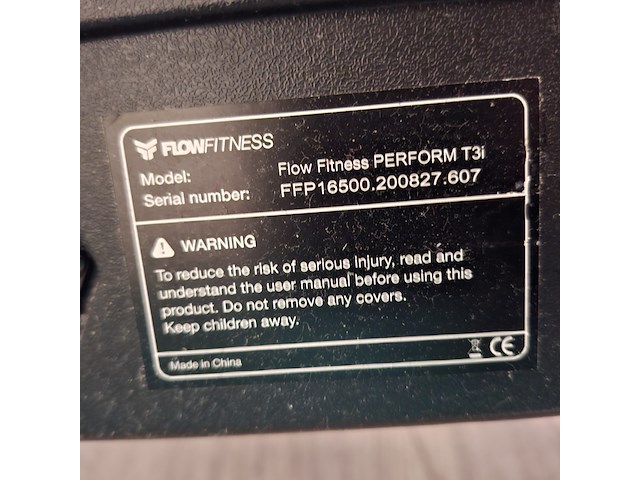 FLOWFITNESS
Model: Flow Fitness PERFORM T3i
Serial number: FFP16500.200827.607
WARNING
To reduce the risk of serious injury, read and
understand the user manual before using this
product. Do not remove any covers.
Keep children away.
Made in China CE